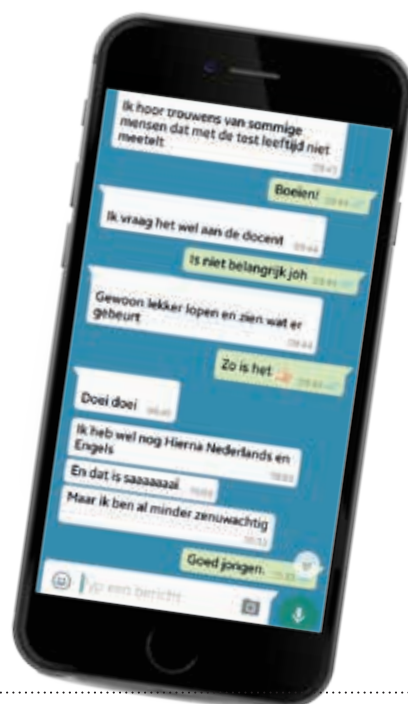 Ik hoor trouwens van sommige
mensen dat met de test leeftijd niet
meetelt
Boeien!
Ik vraag het wel aan de docent
Is niet belangrijk joh
Gewoon lekker lopen en zien wat er
gebeurt
Zo is het
Doei doei
Ik heb wel nog Hierna Nederlands en
Engels
En dat is saaaaaaai
Maar ik ben al minder zenuwachtig
Goed jongen.
Typ een bericht